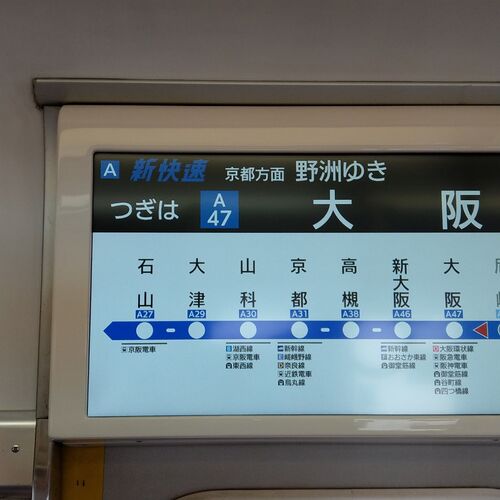 A 新快速 京都方面 野洲ゆき
つぎは A47 大阪
石山 大津 山科 京都 高槻 新大阪 大阪
A27 A29 A30 A31 A38 A46 A47
京阪電車
湖西線
京阪電車
東西線
新幹線
嵯峨野線
奈良線
近鉄電車
烏丸線
新幹線
おおさか東線
御堂筋線
大阪環状線
阪急電車
阪神電車
御堂筋線
谷町線
四つ橋線